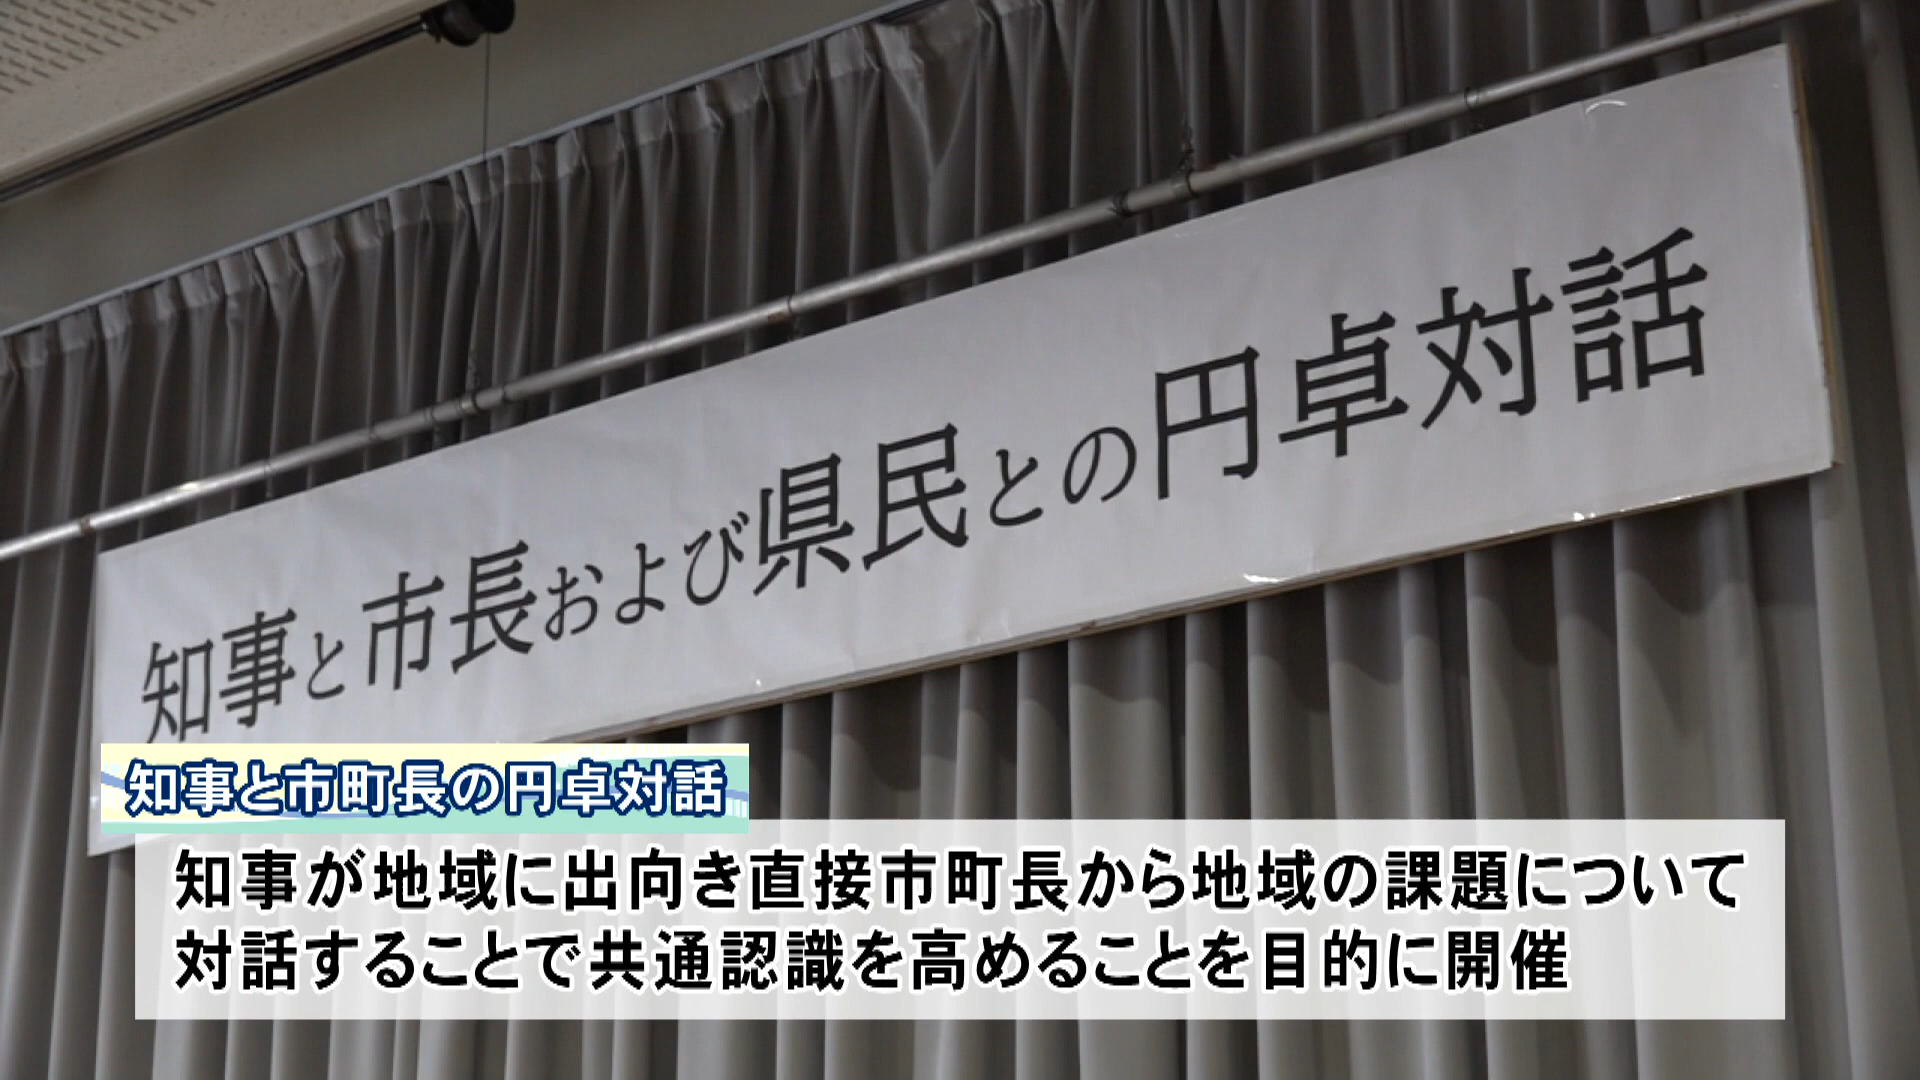 知事と市長および県民との円卓対話
知事と市町長の円卓対話
知事が地域に出向き直接市町長から地域の課題について
対話することで共通認識を高めることを目的に開催